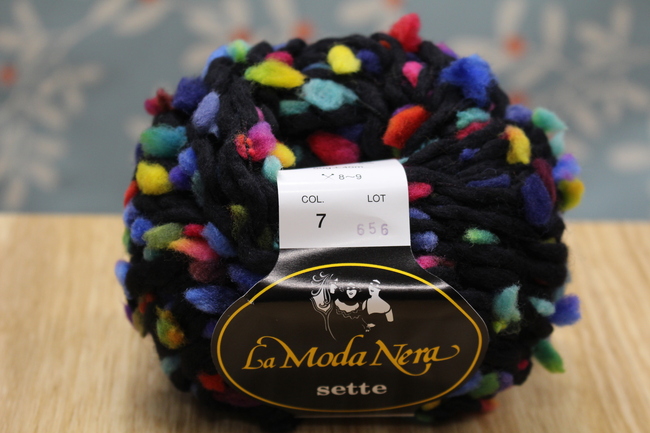 8~9
COL. LOT
7 656
La Moda Nera
sette